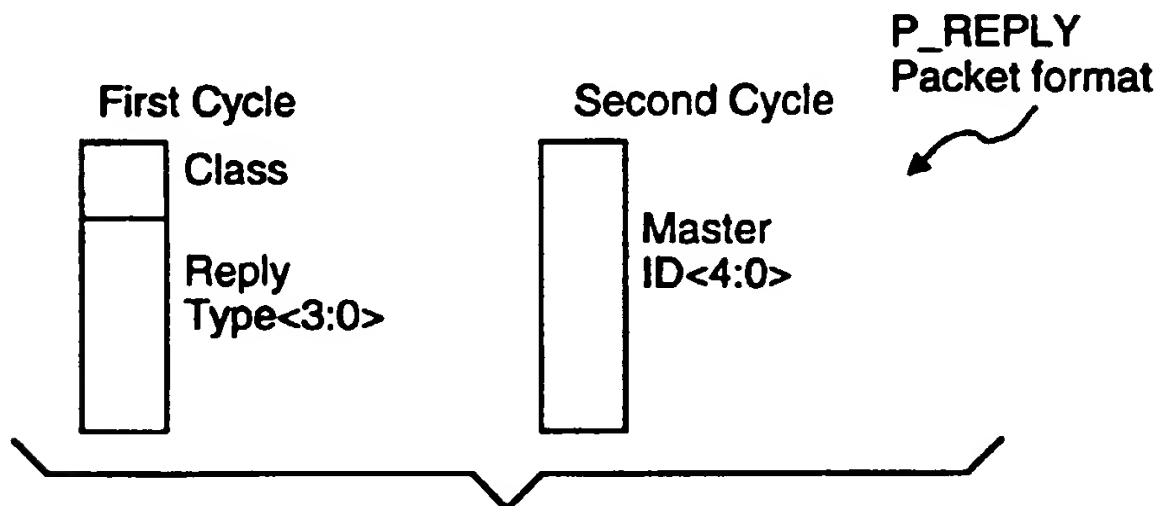 P_REPLY
Packet format
First Cycle
Second Cycle
Class
Reply
Type<3:0>
Master
ID<4:0>